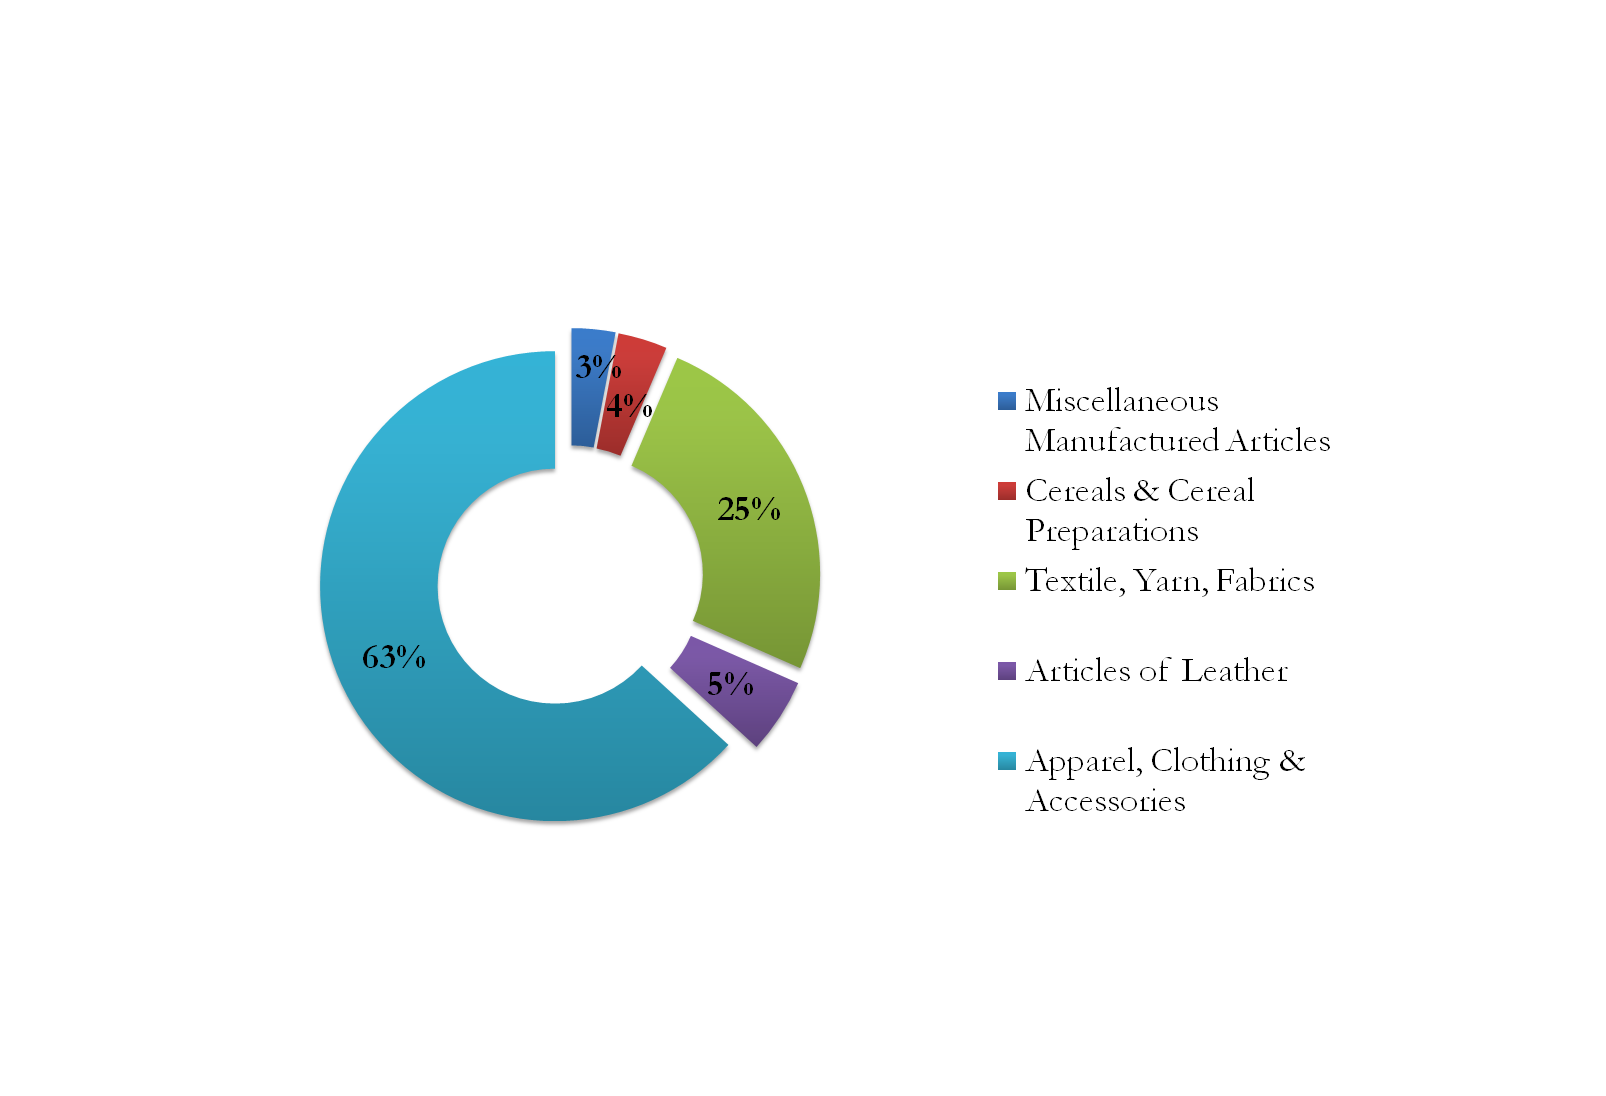 3%
4%
25%
5%
63%
Miscellaneous
Manufactured Articles
Cereals & Cereal
Preparations
Textile, Yarn, Fabrics
Articles of Leather
Apparel, Clothing &
Accessories